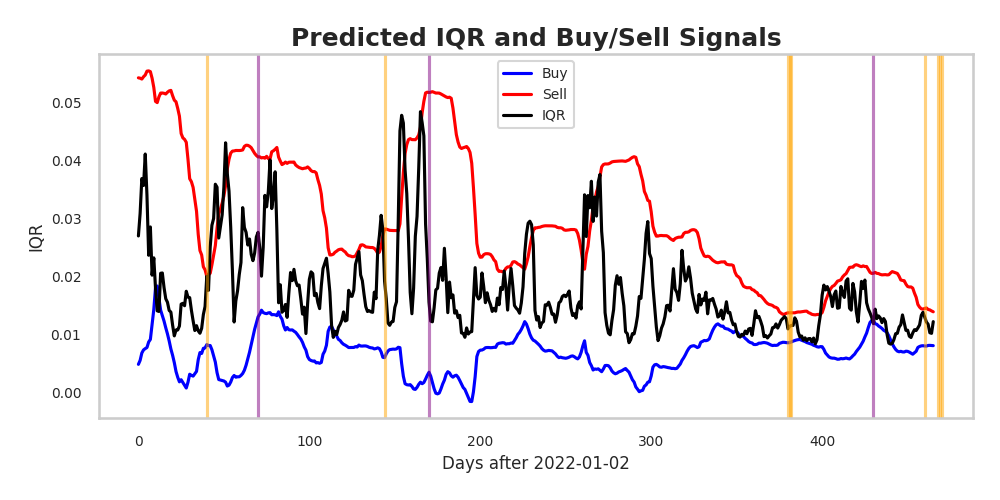 Predicted IQR and Buy/Sell Signals
Buy
Sell
IQR
0.05
0.04
0.03
0.02
0.01
0.00
IQR
0 100 200 300 400
Days after 2022-01-02